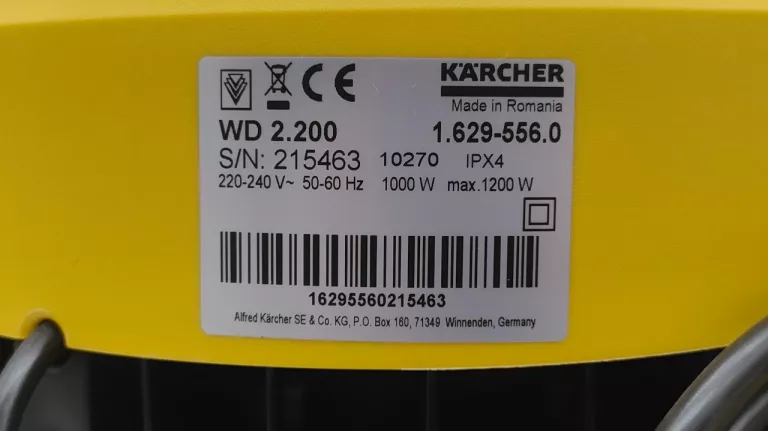 KÄRCHER
Made in Romania
WD 2.200 1.629-556.0
S/N: 215463 10270 IPX4
220-240 V~ 50-60 Hz 1000 W max.1200 W
16295560215463
Alfred Kärcher SE & Co. KG, P.O. Box 160, 71349 Winnenden, Germany